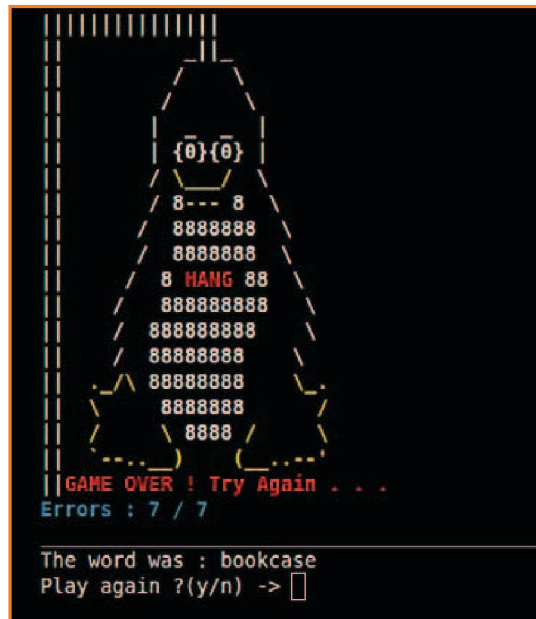 {0}{0}
8--- 8
8888888
8888888
8 HANG 88
888888888
888888888
88888888
88888888
8888888
8888
GAME OVER ! Try Again . . .
Errors : 7 / 7
The word was : bookcase
Play again ?(y/n) ->